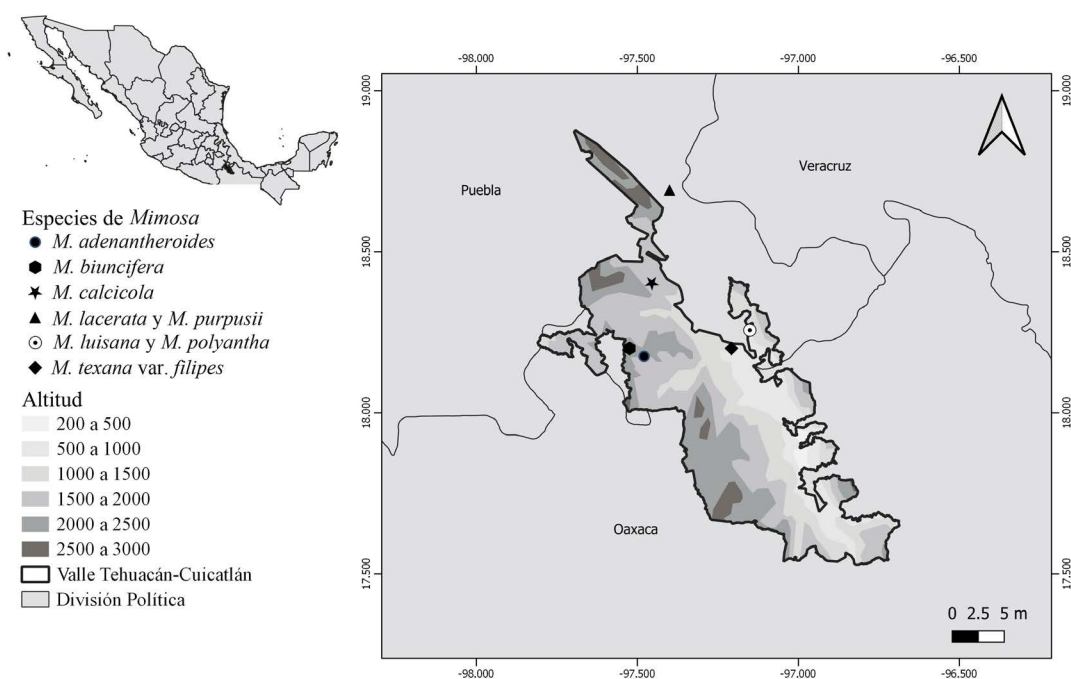 Especies de Mimosa
M. adenantheroides
M. biuncifera
M. calcicola
M. lacerata y M. purpusii
M. luisana y M. polyantha
M. texana var. filipes
Altitud
200 a 500
500 a 1000
1000 a 1500
1500 a 2000
2000 a 2500
2500 a 3000
Valle Tehuacán-Cuicatlán
División Política
-98.000 -97.500 -97.000 -96.500
19.000 19.000
Puebla Veracruz
18.500 18.500
18.000 18.000
Oaxaca
17.500 17.500
0 2.5 5 m
-98.000 -97.500 -97.000 -96.500